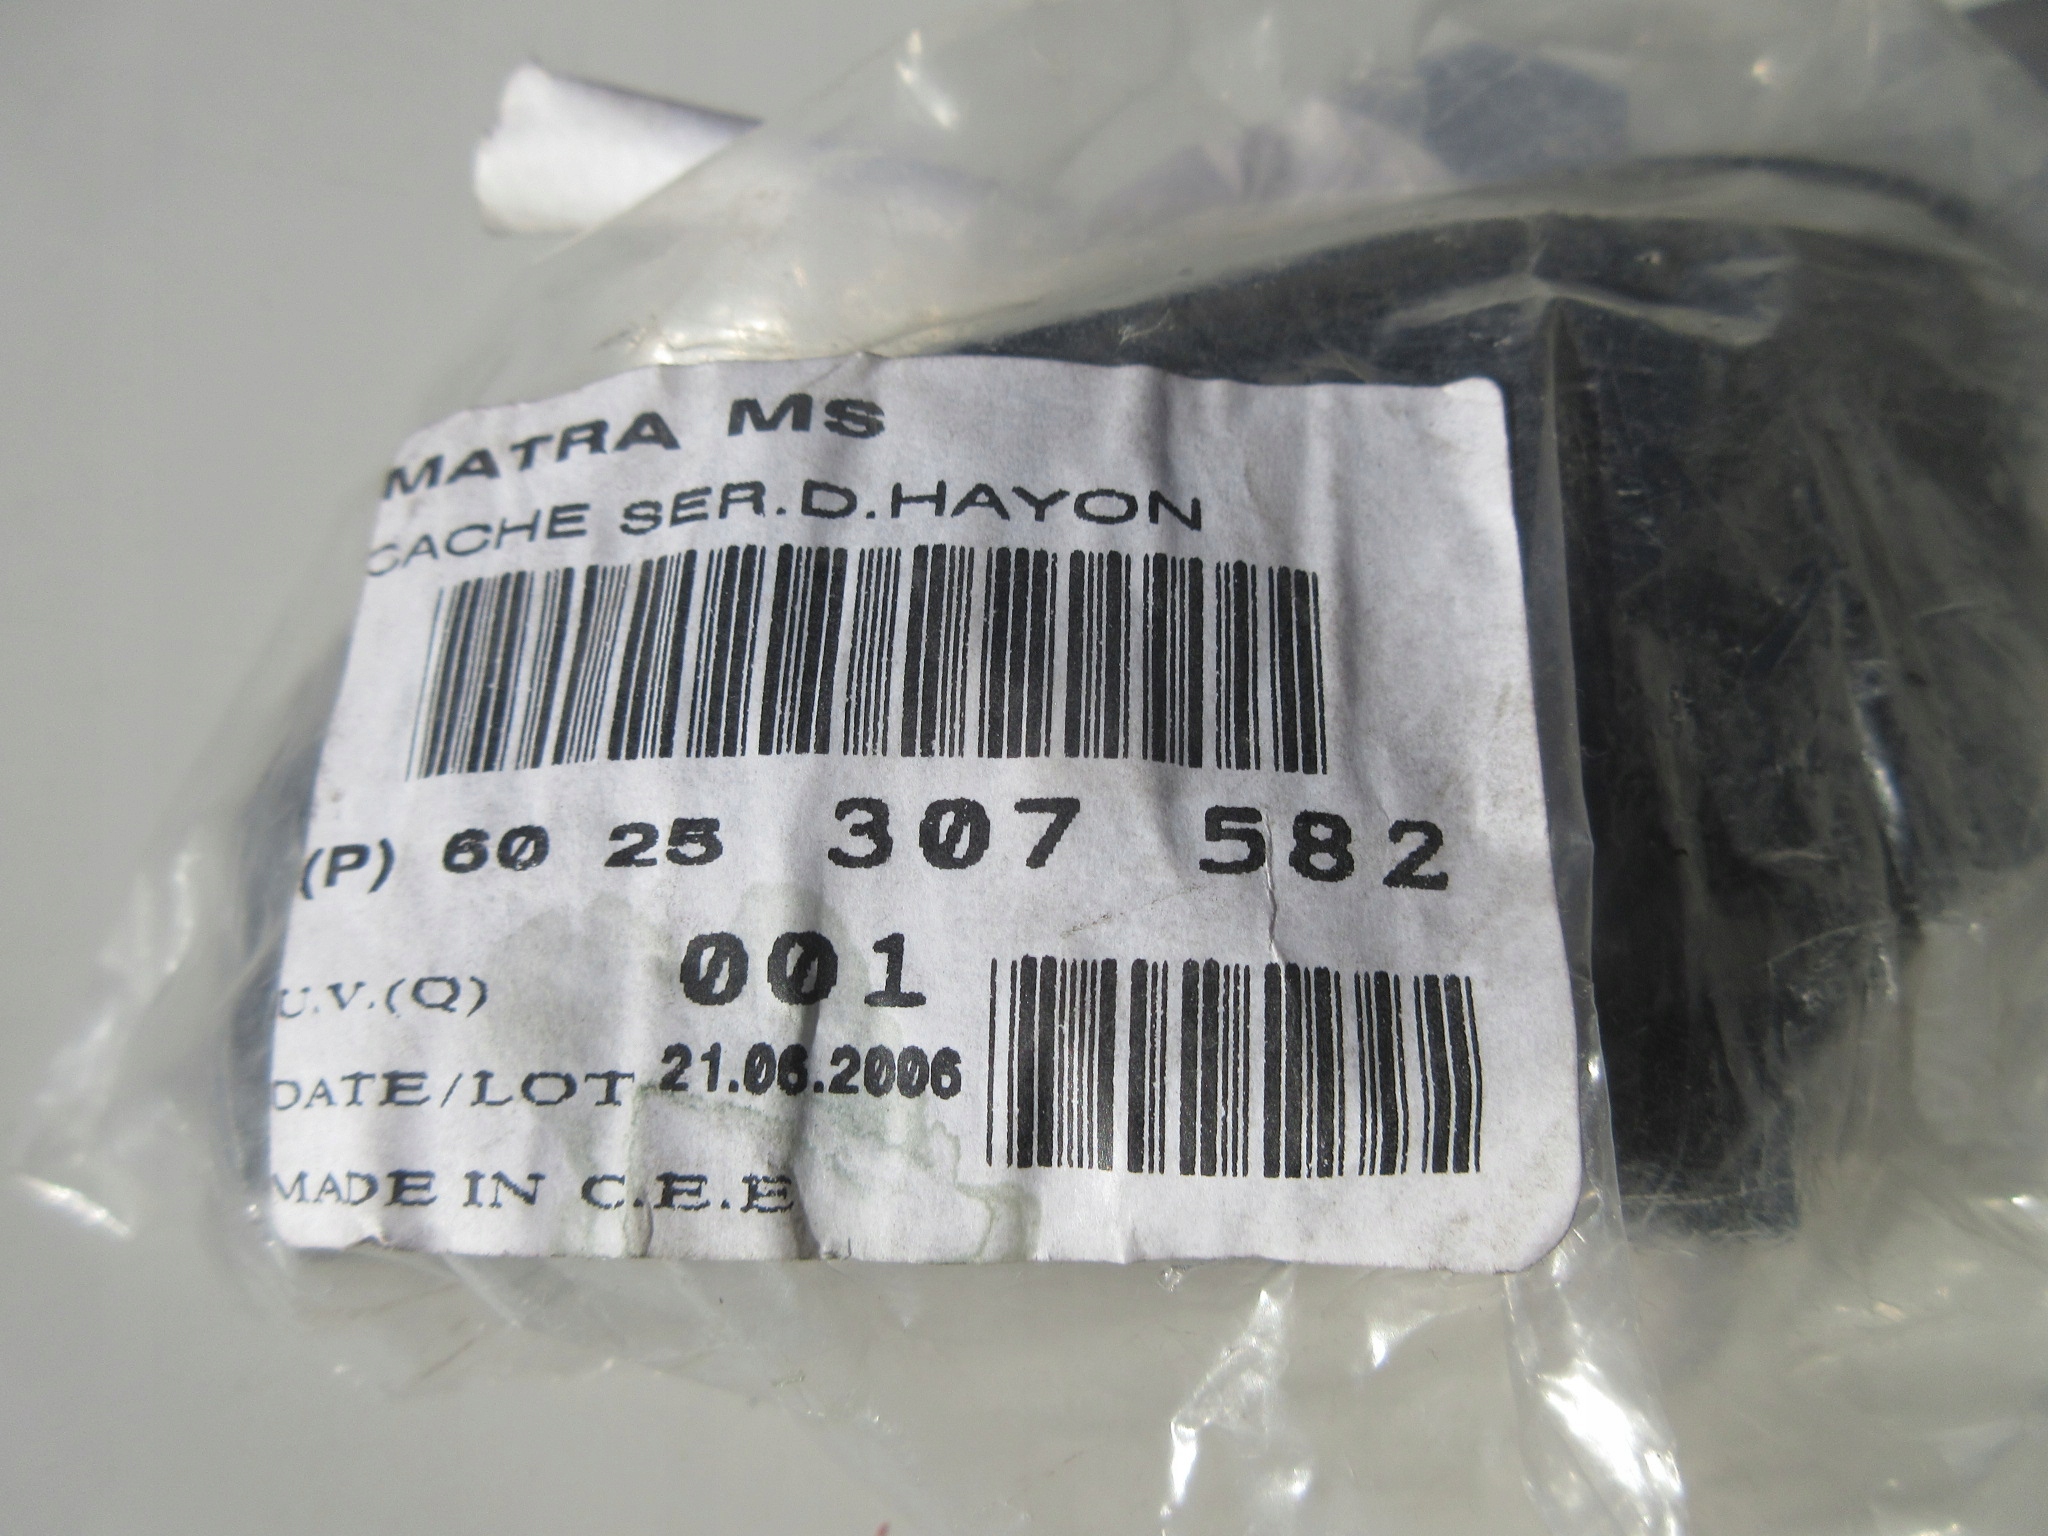 MATRA MS
CACHE SER.D.HAYON
(P) 60 25 307 582
U.V.(Q) 001
DATE/LOT 21.06.2006
MADE IN C.E.E